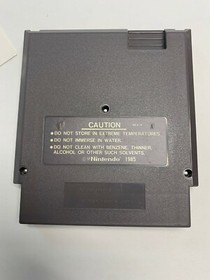 CAUTION
● DO NOT STORE IN EXTREME TEMPERATURES.
● DO NOT IMMERSE IN WATER.
● DO NOT CLEAN WITH BENZENE, THINNER,
ALCOHOL OR OTHER SUCH SOLVENTS.
© Nintendo 1985